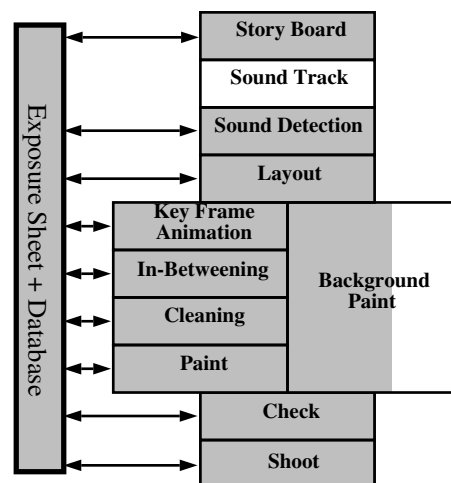 Exposure Sheet + Database
Story Board
Sound Track
Sound Detection
Layout
Key Frame
Animation
In-Betweening
Cleaning
Paint
Background
Paint
Check
Shoot